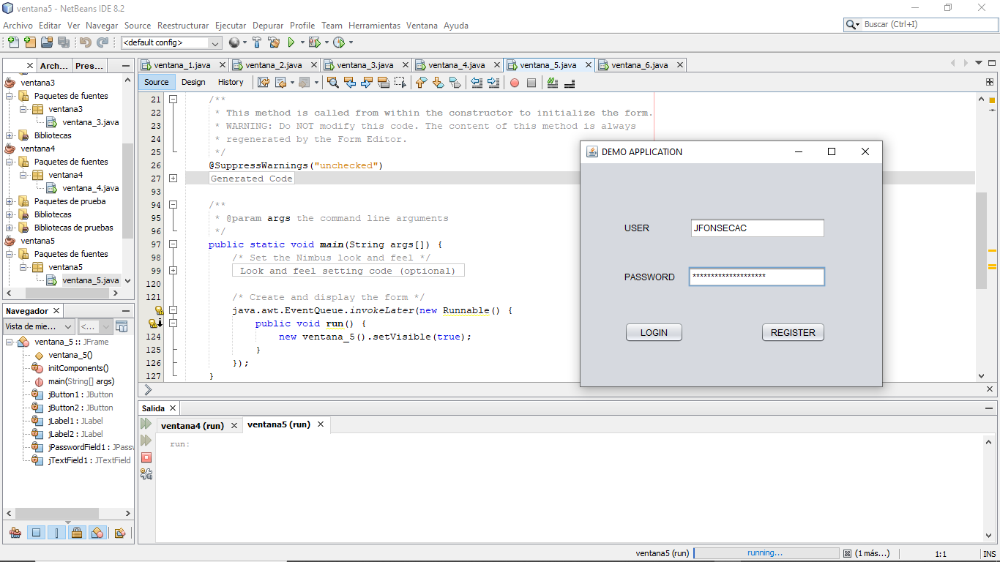 ventana5 - NetBeans IDE 8.2
Archivo Editar Ver Navegar Source Reestructurar Ejecutar Depurar Profile Team Herramientas Ventana Ayuda
Buscar (Ctrl+I)
<default config>
Arch... Pres...
ventana_1.java ventana_2.java ventana_3.java ventana_4.java ventana_5.java ventana_6.java
Source Design History
ventana3
Paquetes de fuentes
ventana3
ventana_3.java
Bibliotecas
ventana4
Paquetes de fuentes
ventana4
ventana_4.java
Paquetes de prueba
Bibliotecas
Bibliotecas de pruebas
ventana5
Paquetes de fuentes
ventana5
ventana_5.java
Navegador
Vista de mie... <...
ventana_5 :: JFrame
ventana_5()
initComponents()
main(String[] args)
jButton1 : JButton
jButton2 : JButton
jLabel1 : JLabel
jLabel2 : JLabel
jPasswordField1 : JPassw
jTextField1 : JTextField
21 /**
22 * This method is called from within the constructor to initialize the form.
23 * WARNING: Do NOT modify this code. The content of this method is always
24 * regenerated by the Form Editor.
25 */
26 @SuppressWarnings("unchecked")
27 Generated Code
93
94 /**
95 * @param args the command line arguments
96 */
97 public static void main(String args[]) {
98 /* Set the Nimbus look and feel */
99 Look and feel setting code (optional)
120
121 /* Create and display the form */
java.awt.EventQueue.invokeLater(new Runnable() {
public void run() {
124 new ventana_5().setVisible(true);
125 }
126 });
127 }
DEMO APPLICATION
USER JFONSECAC
PASSWORD ********************
LOGIN REGISTER
Salida
ventana4 (run) ventana5 (run)
run:
ventana5 (run) running... (1 más...) 1:1 INS